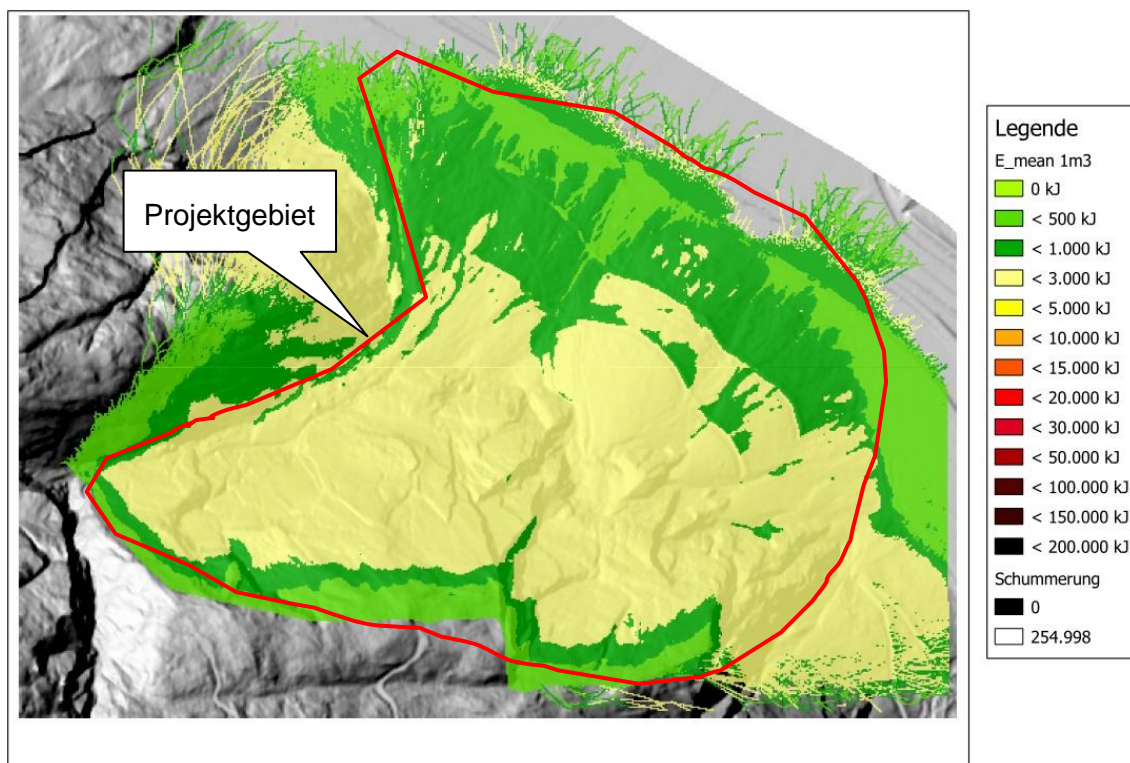 Projektgebiet
Legende
E_mean 1m3
0 kJ
< 500 kJ
< 1.000 kJ
< 3.000 kJ
< 5.000 kJ
< 10.000 kJ
< 15.000 kJ
< 20.000 kJ
< 30.000 kJ
< 50.000 kJ
< 100.000 kJ
< 150.000 kJ
< 200.000 kJ
Schummerung
0
254.998